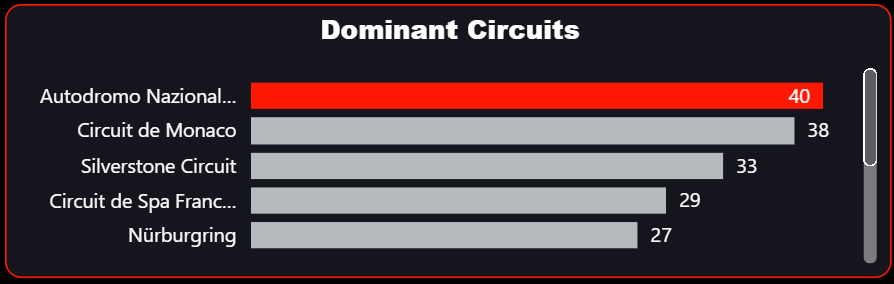 Dominant Circuits
Autodromo Nazional... 40
Circuit de Monaco 38
Silverstone Circuit 33
Circuit de Spa Franc... 29
Nürburgring 27